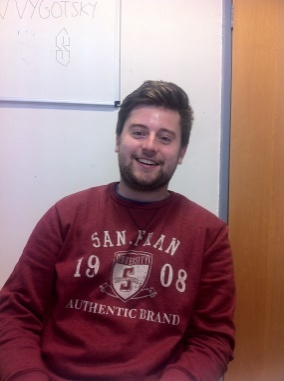 VYGOTSKY
SAN.FRAN
19 S 08
AUTHENTIC BRAND